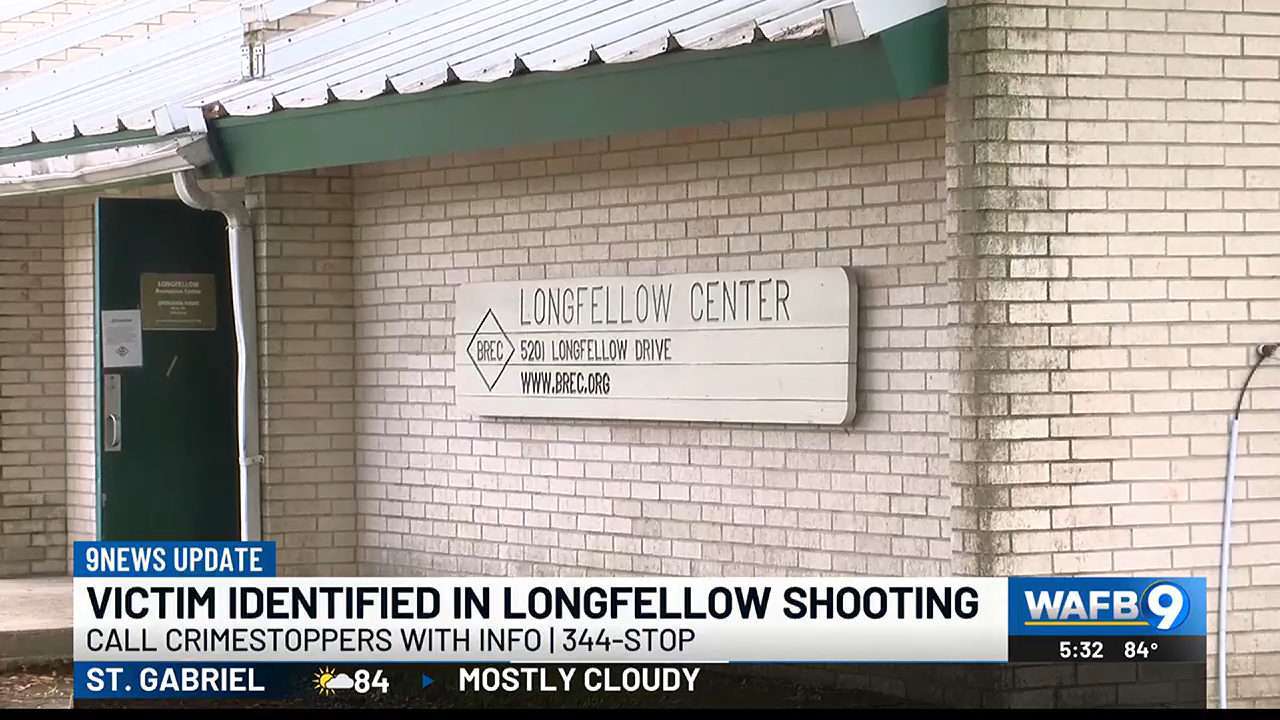 LONGFELLOW
LONGFELLOW CENTER
BREC
5201 LONGFELLOW DRIVE
WWW.BREC.ORG
9NEWS UPDATE
VICTIM IDENTIFIED IN LONGFELLOW SHOOTING
CALL CRIMESTOPPERS WITH INFO | 344-STOP
WAFB 9
5:32 84°
ST. GABRIEL 84 MOSTLY CLOUDY